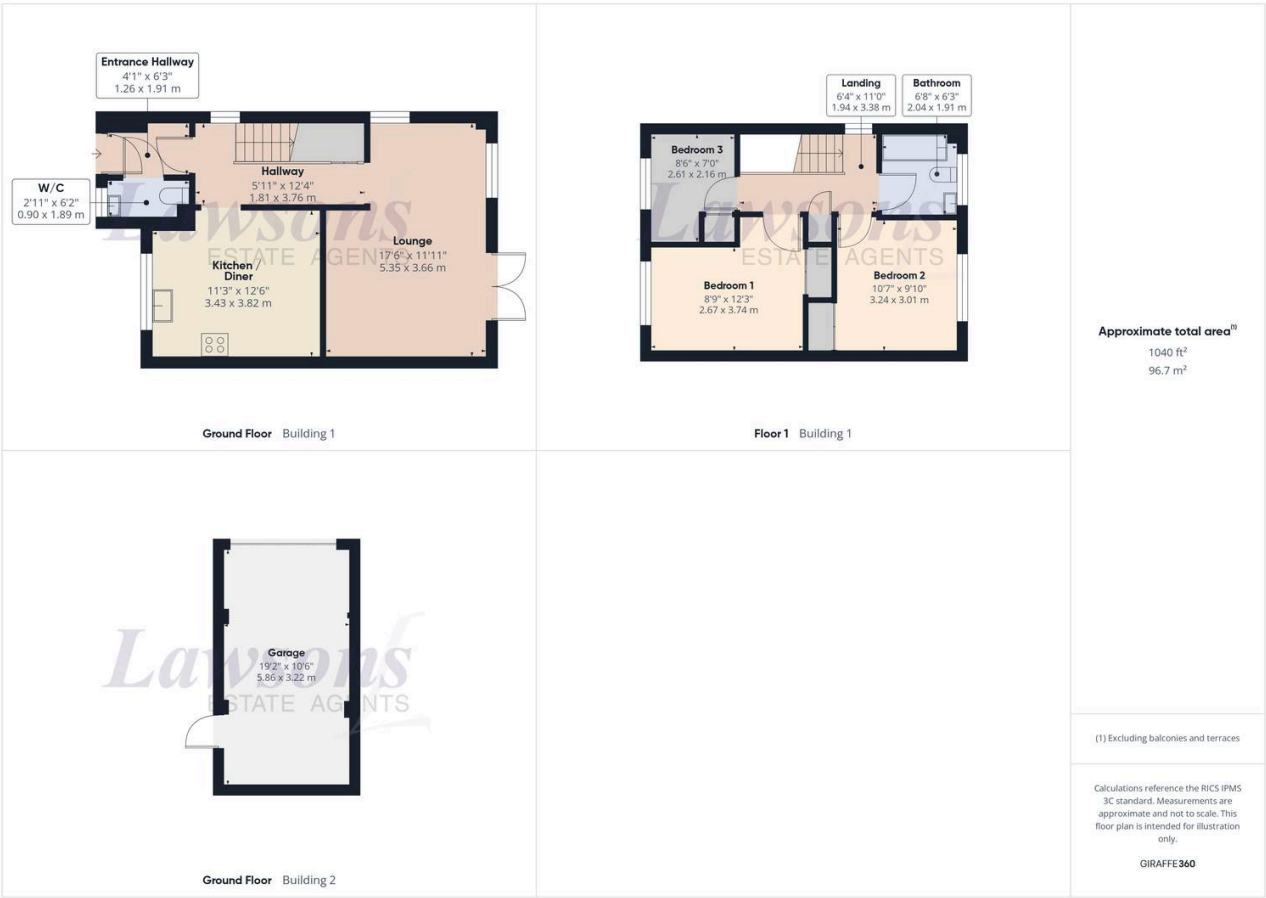 Entrance Hallway
4'1" x 6'3"
1.26 x 1.91 m
W/C
2'11" x 6'2"
0.90 x 1.89 m
Hallway
5'11" x 12'4"
1.81 x 3.76 m
Lounge
17'6" x 11'11"
5.35 x 3.66 m
Kitchen /
Diner
11'3" x 12'6"
3.43 x 3.82 m
Lawsons
ESTATE AGENTS
Ground Floor Building 1
Landing
6'4" x 11'0"
1.94 x 3.38 m
Bathroom
6'8" x 6'3"
2.04 x 1.91 m
Bedroom 3
8'6" x 7'0"
2.61 x 2.16 m
Bedroom 1
8'9" x 12'3"
2.67 x 3.74 m
Bedroom 2
10'7" x 9'10"
3.24 x 3.01 m
Lawsons
ESTATE AGENTS
Floor 1 Building 1
Garage
19'2" x 10'6"
5.86 x 3.22 m
Lawsons
ESTATE AGENTS
Ground Floor Building 2
Approximate total area(1)
1040 ft²
96.7 m²
(1) Excluding balconies and terraces
Calculations reference the RICS IPMS
3C standard. Measurements are
approximate and not to scale. This
floor plan is intended for illustration
only.
GIRAFFE360